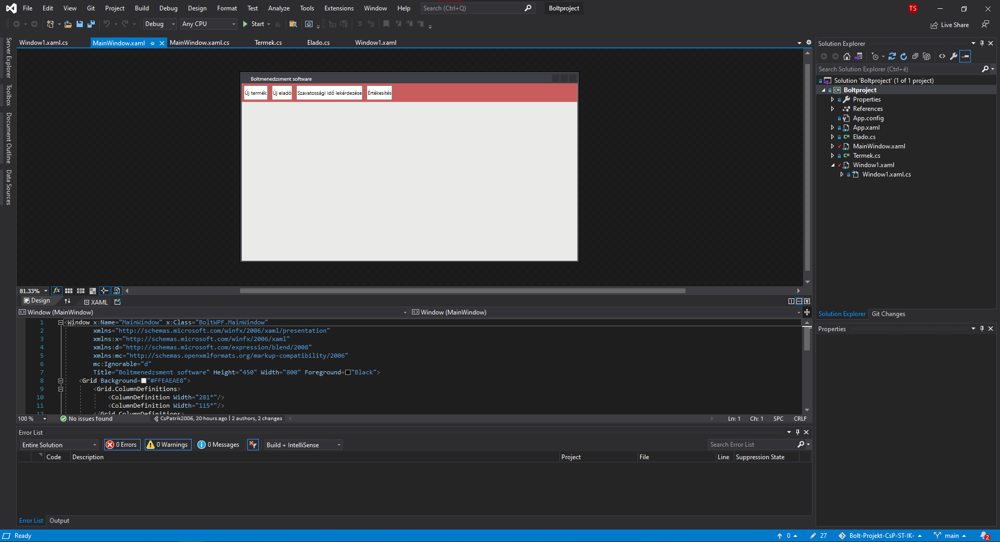 File Edit View Git Project Build Debug Design Format Test Analyze Tools Extensions Window Help Search (Ctrl+Q) Boltproject TS
Debug Any CPU Start Live Share
Server Explorer
Toolbox
Document Outline
Data Sources
Window1.xaml.cs MainWindow.xaml MainWindow.xaml.cs Termek.cs Elado.cs Window1.xaml
Boltmenedzsment software
Új termék Új eladó Szavatossági idő lekérdezése Értékesítés
81.33% fx
Design XAML
Window (MainWindow) Window (MainWindow)
1 <Window x:Name="MainWindow" x:Class="BoltWPF.MainWindow"
2 xmlns="http://schemas.microsoft.com/winfx/2006/xaml/presentation"
3 xmlns:x="http://schemas.microsoft.com/winfx/2006/xaml"
4 xmlns:d="http://schemas.microsoft.com/expression/blend/2008"
5 xmlns:mc="http://schemas.openxmlformats.org/markup-compatibility/2006"
6 mc:Ignorable="d"
7 Title="Boltmenedzsment software" Height="450" Width="800" Foreground="Black">
8 <Grid Background="#FFEAEAE8">
9 <Grid.ColumnDefinitions>
10 <ColumnDefinition Width="281*"/>
11 <ColumnDefinition Width="115*"/>
12 </Grid.ColumnDefinitions>
100 % No issues found CsPatrik2006, 20 hours ago | 2 authors, 2 changes Ln: 1 Ch: 1 SPC CRLF
Error List
Entire Solution 0 Errors 0 Warnings 0 Messages Build + IntelliSense Search Error List
Code Description Project File Line Suppression State
Error List Output
Solution Explorer
Search Solution Explorer (Ctrl+é)
Solution 'Boltproject' (1 of 1 project)
C# Boltproject
Properties
References
App.config
App.xaml
C# Elado.cs
MainWindow.xaml
C# Termek.cs
Window1.xaml
Window1.xaml.cs
Solution Explorer Git Changes
Properties
Ready 0 27 Bolt-Projekt-CsP-ST-IK- main 2